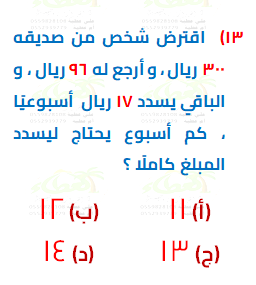 ١٣) اقترض شخص من صديقه
٣٠٠ ريال ، و أرجع له ٩٦ ريال ، و
الباقي يسدد ١٧ ريال أسبوعيًا
، كم أسبوع يحتاج ليسدد
المبلغ كاملًا ؟
(أ) ١١ (ب) ١٢
(ج) ١٣ (د) ١٤